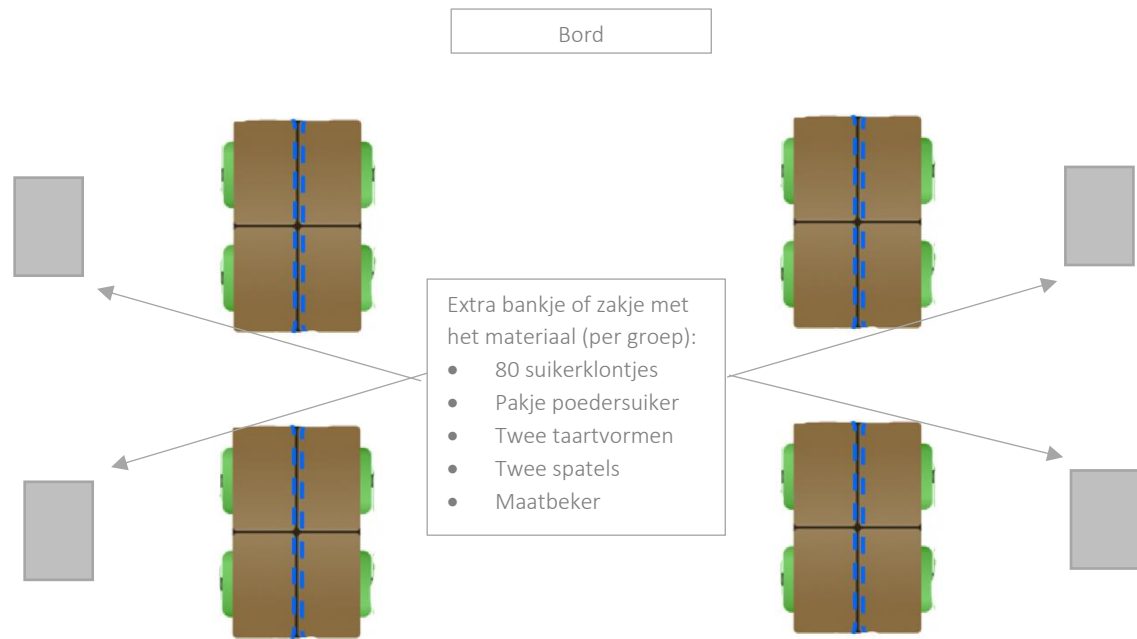 Bord
Extra bankje of zakje met
het materiaal (per groep):
• 80 suikerklontjes
• Pakje poedersuiker
• Twee taartvormen
• Twee spatels
• Maatbeker